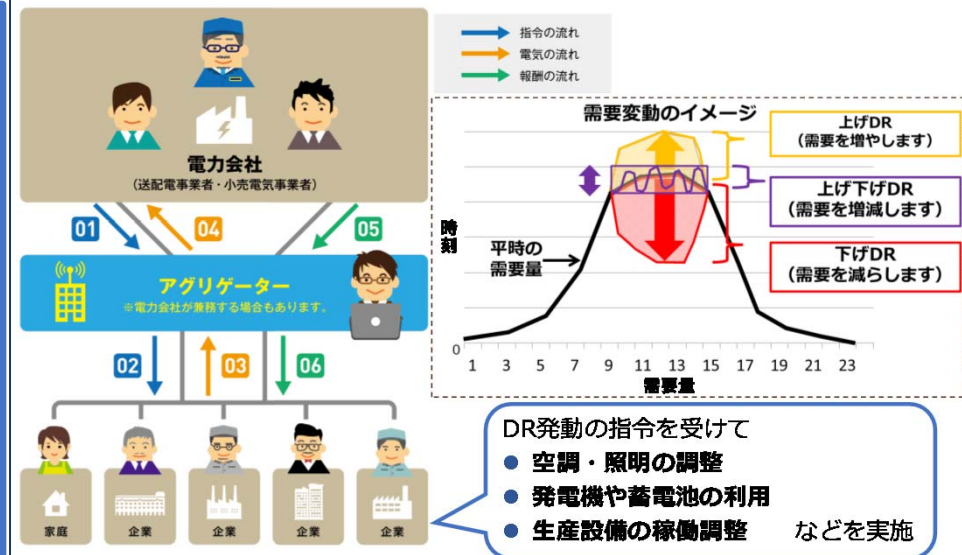 指令の流れ
電気の流れ
報酬の流れ
電力会社
(送配電事業者・小売電気事業者)
01
04
05
アグリゲーター
※電力会社が兼務する場合もあります。
02
03
06
家庭
企業
企業
企業
企業
需要変動のイメージ
上げDR
(需要を増やします)
上げ下げDR
(需要を増減します)
下げDR
(需要を減らします)
時刻
平時の
需要量
0
1 3 5 7 9 11 13 15 17 19 21 23
需要量
DR発動の指令を受けて
● 空調・照明の調整
● 発電機や蓄電池の利用
● 生産設備の稼働調整 などを実施